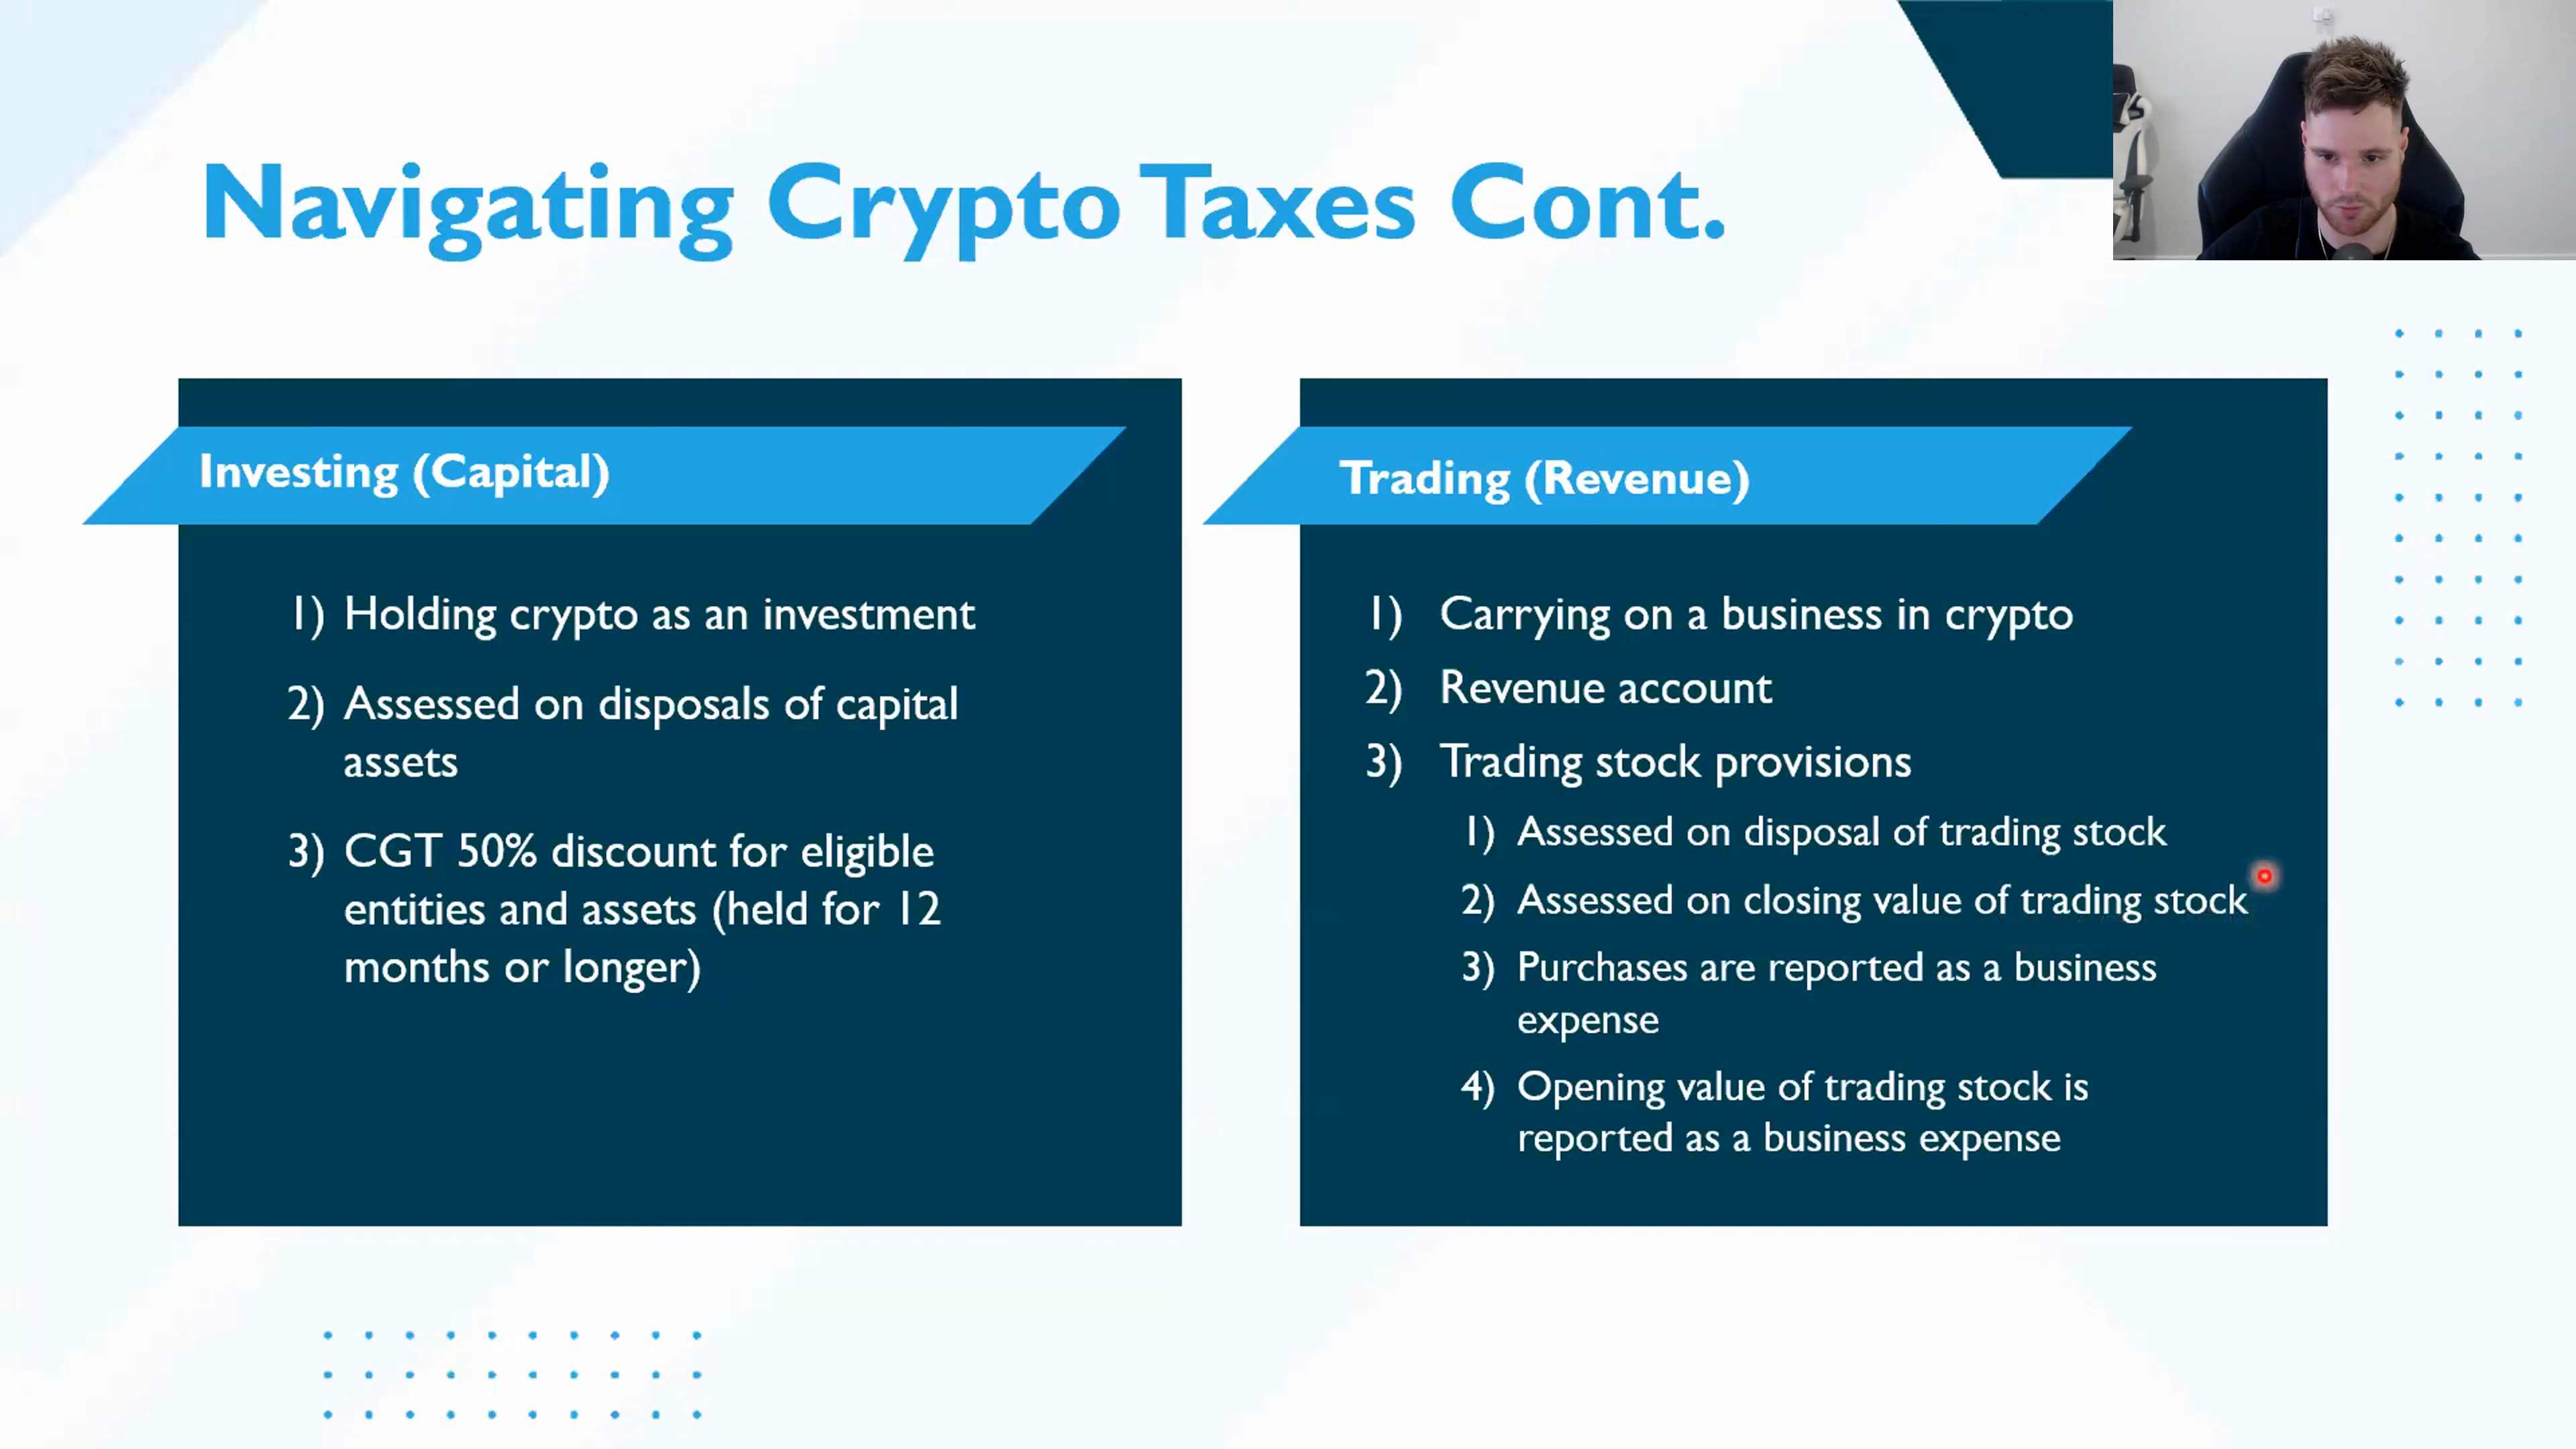 Navigating Crypto Taxes Cont.
Investing (Capital)
1) Holding crypto as an investment
2) Assessed on disposals of capital
assets
3) CGT 50% discount for eligible
entities and assets (held for 12
months or longer)
Trading (Revenue)
1) Carrying on a business in crypto
2) Revenue account
3) Trading stock provisions
1) Assessed on disposal of trading stock
2) Assessed on closing value of trading stock
3) Purchases are reported as a business
expense
4) Opening value of trading stock is
reported as a business expense